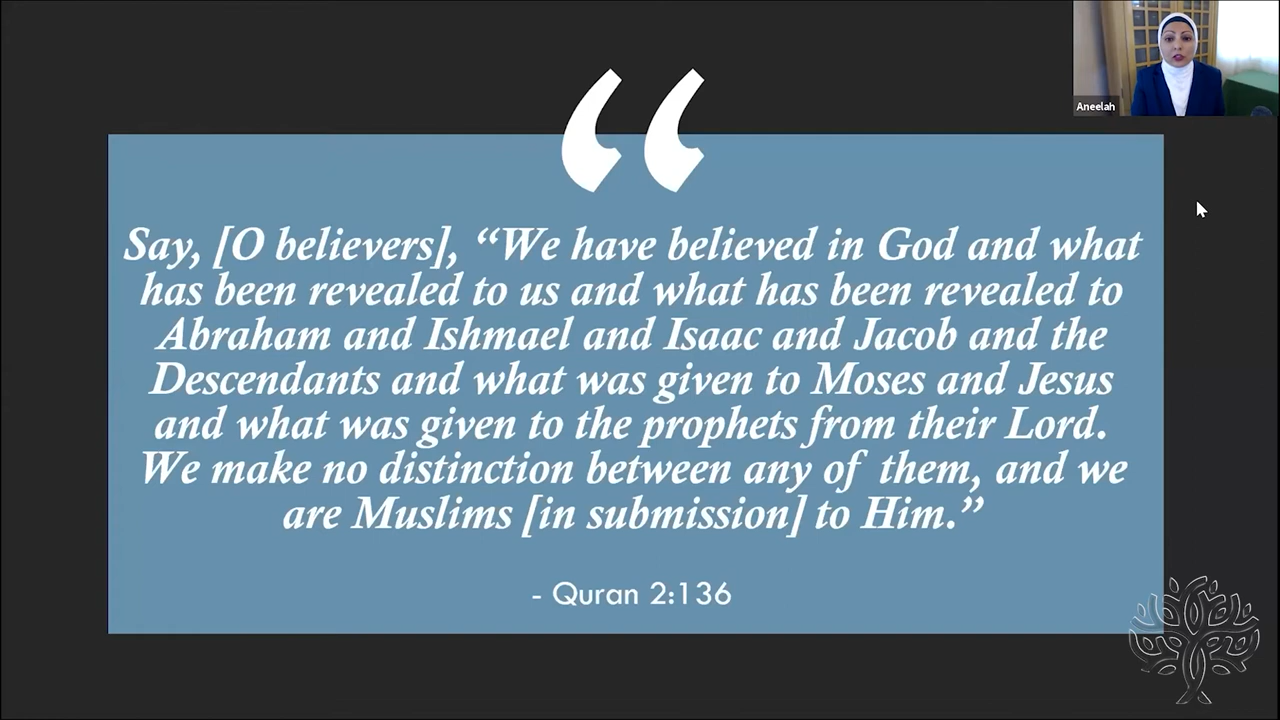 Aneelah
Say, [O believers], “We have believed in God and what
has been revealed to us and what has been revealed to
Abraham and Ishmael and Isaac and Jacob and the
Descendants and what was given to Moses and Jesus
and what was given to the prophets from their Lord.
We make no distinction between any of them, and we
are Muslims [in submission] to Him.”
- Quran 2:136